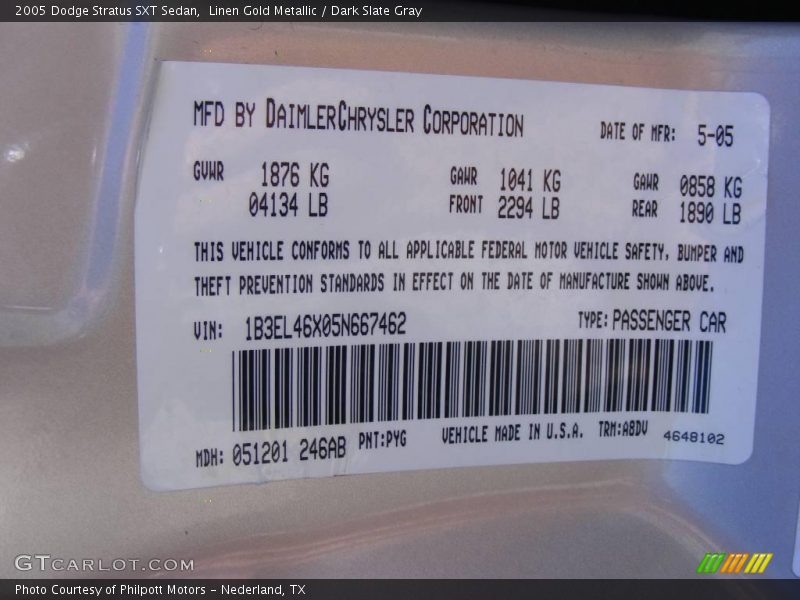 2005 Dodge Stratus SXT Sedan,  Linen Gold Metallic / Dark Slate Gray
MFD BY DAIMLERCHRYSLER CORPORATION DATE OF MFR: 5-05
GVWR 1876 KG GAWR 1041 KG GAWR 0858 KG
04134 LB FRONT 2294 LB REAR 1890 LB
THIS VEHICLE CONFORMS TO ALL APPLICABLE FEDERAL MOTOR VEHICLE SAFETY, BUMPER AND
THEFT PREVENTION STANDARDS IN EFFECT ON THE DATE OF MANUFACTURE SHOWN ABOVE.
VIN: 1B3EL46X05N667462 TYPE: PASSENGER CAR
MDH: 051201 246AB PNT:PYG VEHICLE MADE IN U.S.A. TRM:A8DV 4648102
GTCARLOT.COM
Photo Courtesy of Philpott Motors - Nederland, TX